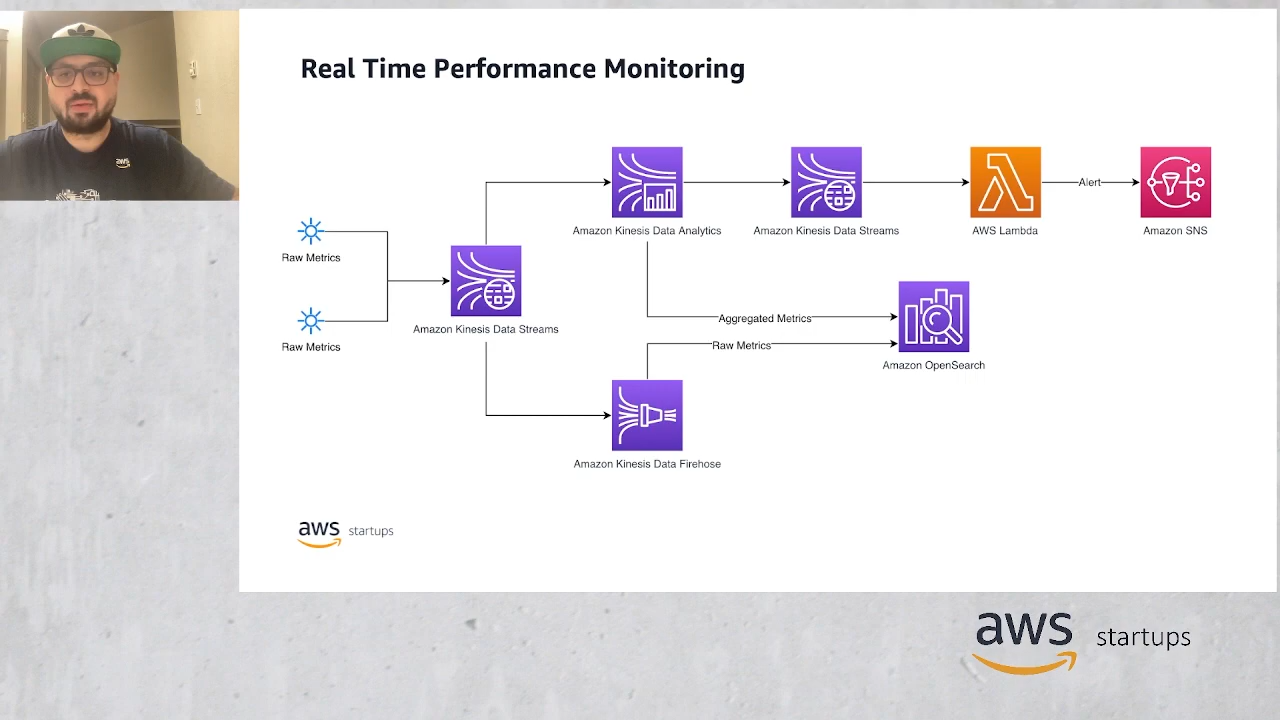 Real Time Performance Monitoring
aws
Raw Metrics
Raw Metrics
Amazon Kinesis Data Streams
Amazon Kinesis Data Analytics
Amazon Kinesis Data Streams
AWS Lambda
Alert
Amazon SNS
Aggregated Metrics
Raw Metrics
Amazon OpenSearch
Amazon Kinesis Data Firehose
aws startups
aws startups